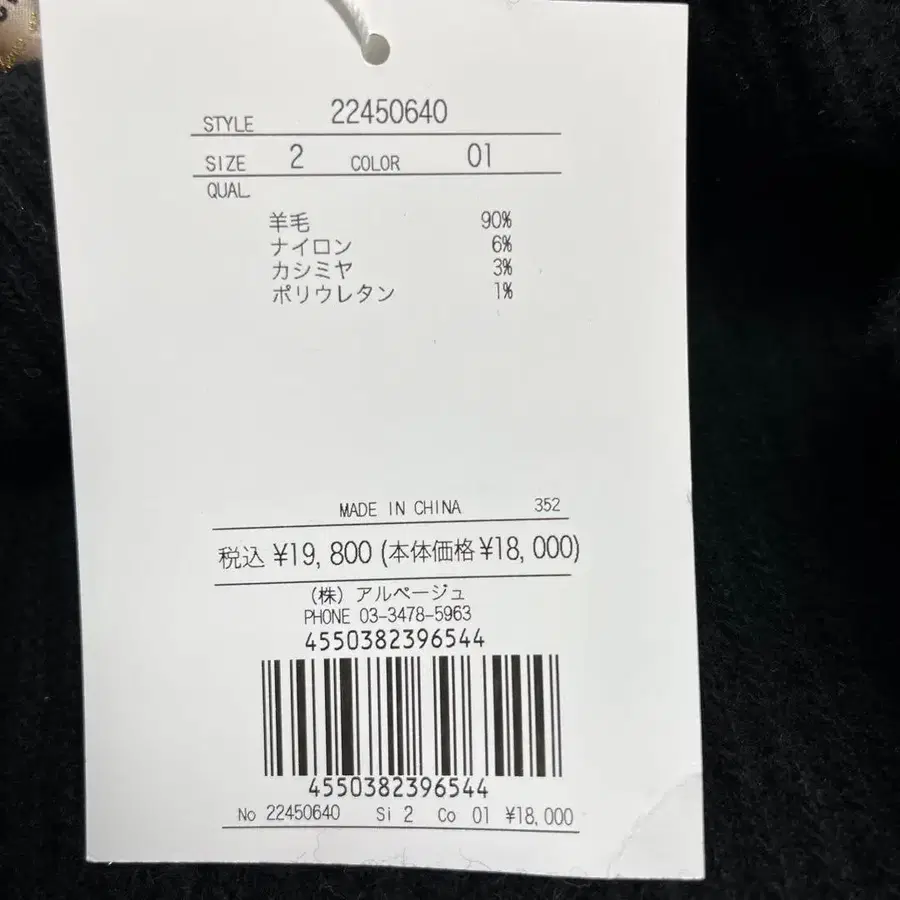 STYLE 22450640
SIZE 2 COLOR 01
QUAL
羊毛 90%
ナイロン 6%
カシミヤ 3%
ポリウレタン 1%
MADE IN CHINA 352
税込 ¥19,800 (本体価格¥18,000)
(株) アルページュ
PHONE 03-3478-5963
4550382396544
4550382396544
No 22450640 Si 2 Co 01 ¥18,000